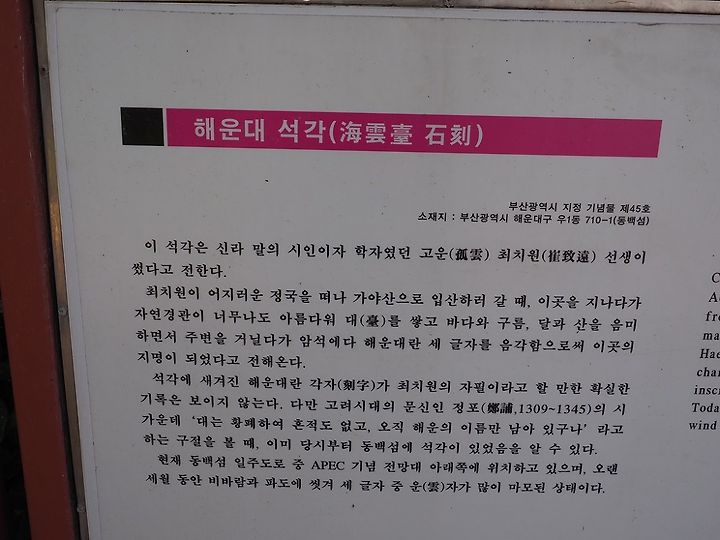 해운대 석각(海雲臺 石刻)
부산광역시 지정 기념물 제45호
소재지 : 부산광역시 해운대구 우1동 710-1(동백섬)
이 석각은 신라 말의 시인이자 학자였던 고운(孤雲) 최치원(崔致遠) 선생이
썼다고 전한다.
최치원이 어지러운 정국을 떠나 가야산으로 입산하러 갈 때, 이곳을 지나다가
자연경관이 너무나도 아름다워 대(臺)를 쌓고 바다와 구름, 달과 산을 음미
하면서 주변을 거닐다가 암석에다 해운대란 세 글자를 음각함으로써 이곳의
지명이 되었다고 전해온다.
석각에 새겨진 해운대란 각자(刻字)가 최치원의 자필이라고 할 만한 확실한
기록은 보이지 않는다. 다만 고려시대의 문신인 정포(鄭誧,1309~1345)의 시
가운데 ‘대는 황폐하여 흔적도 없고, 오직 해운의 이름만 남아 있구나’ 라고
하는 구절을 볼 때, 이미 당시부터 동백섬에 석각이 있었음을 알 수 있다.
현재 동백섬 일주도로 중 APEC 기념 전망대 아래쪽에 위치하고 있으며, 오랜
세월 동안 비바람과 파도에 씻겨 세 글자 중 운(雲)자가 많이 마모된 상태이다.
C
A
fro
ma
Hae
char
inscri
Toda
wind